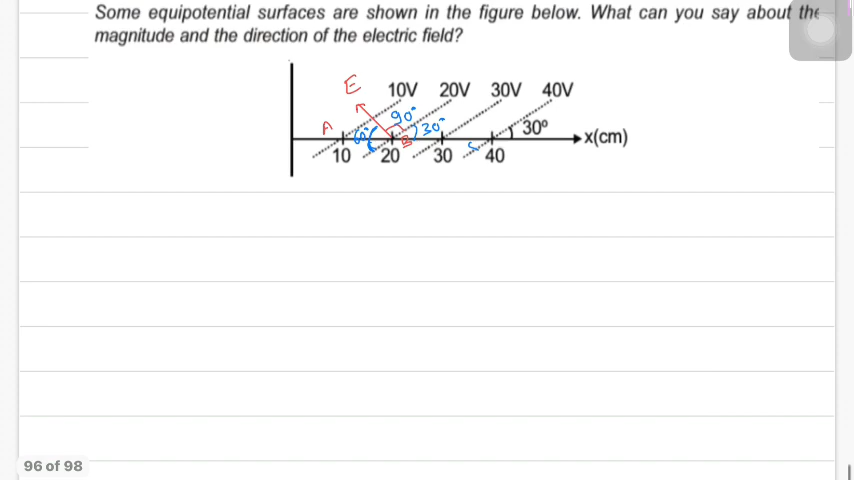 Some equipotential surfaces are shown in the figure below. What can you say about the
magnitude and the direction of the electric field?
E 10V 20V 30V 40V
A 60° 90° 30° 30°
B x(cm)
10 20 30 40
96 of 98